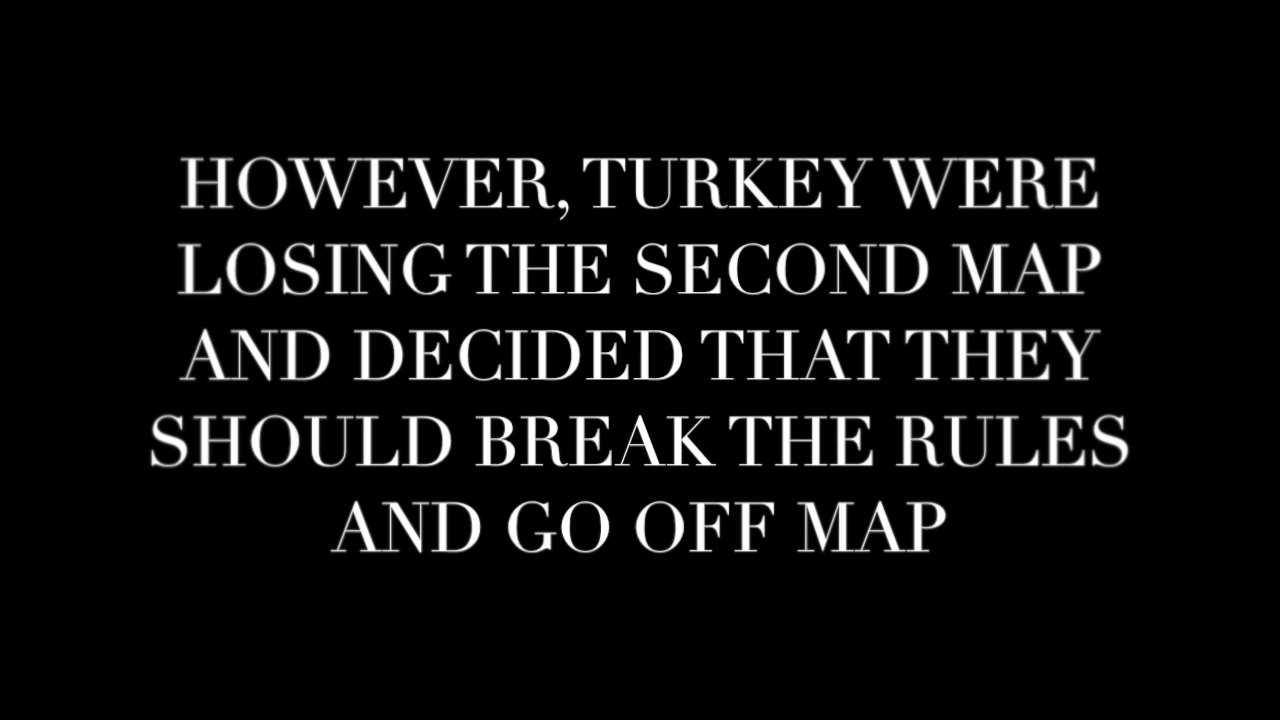 HOWEVER, TURKEY WERE
LOSING THE SECOND MAP
AND DECIDED THAT THEY
SHOULD BREAK THE RULES
AND GO OFF MAP